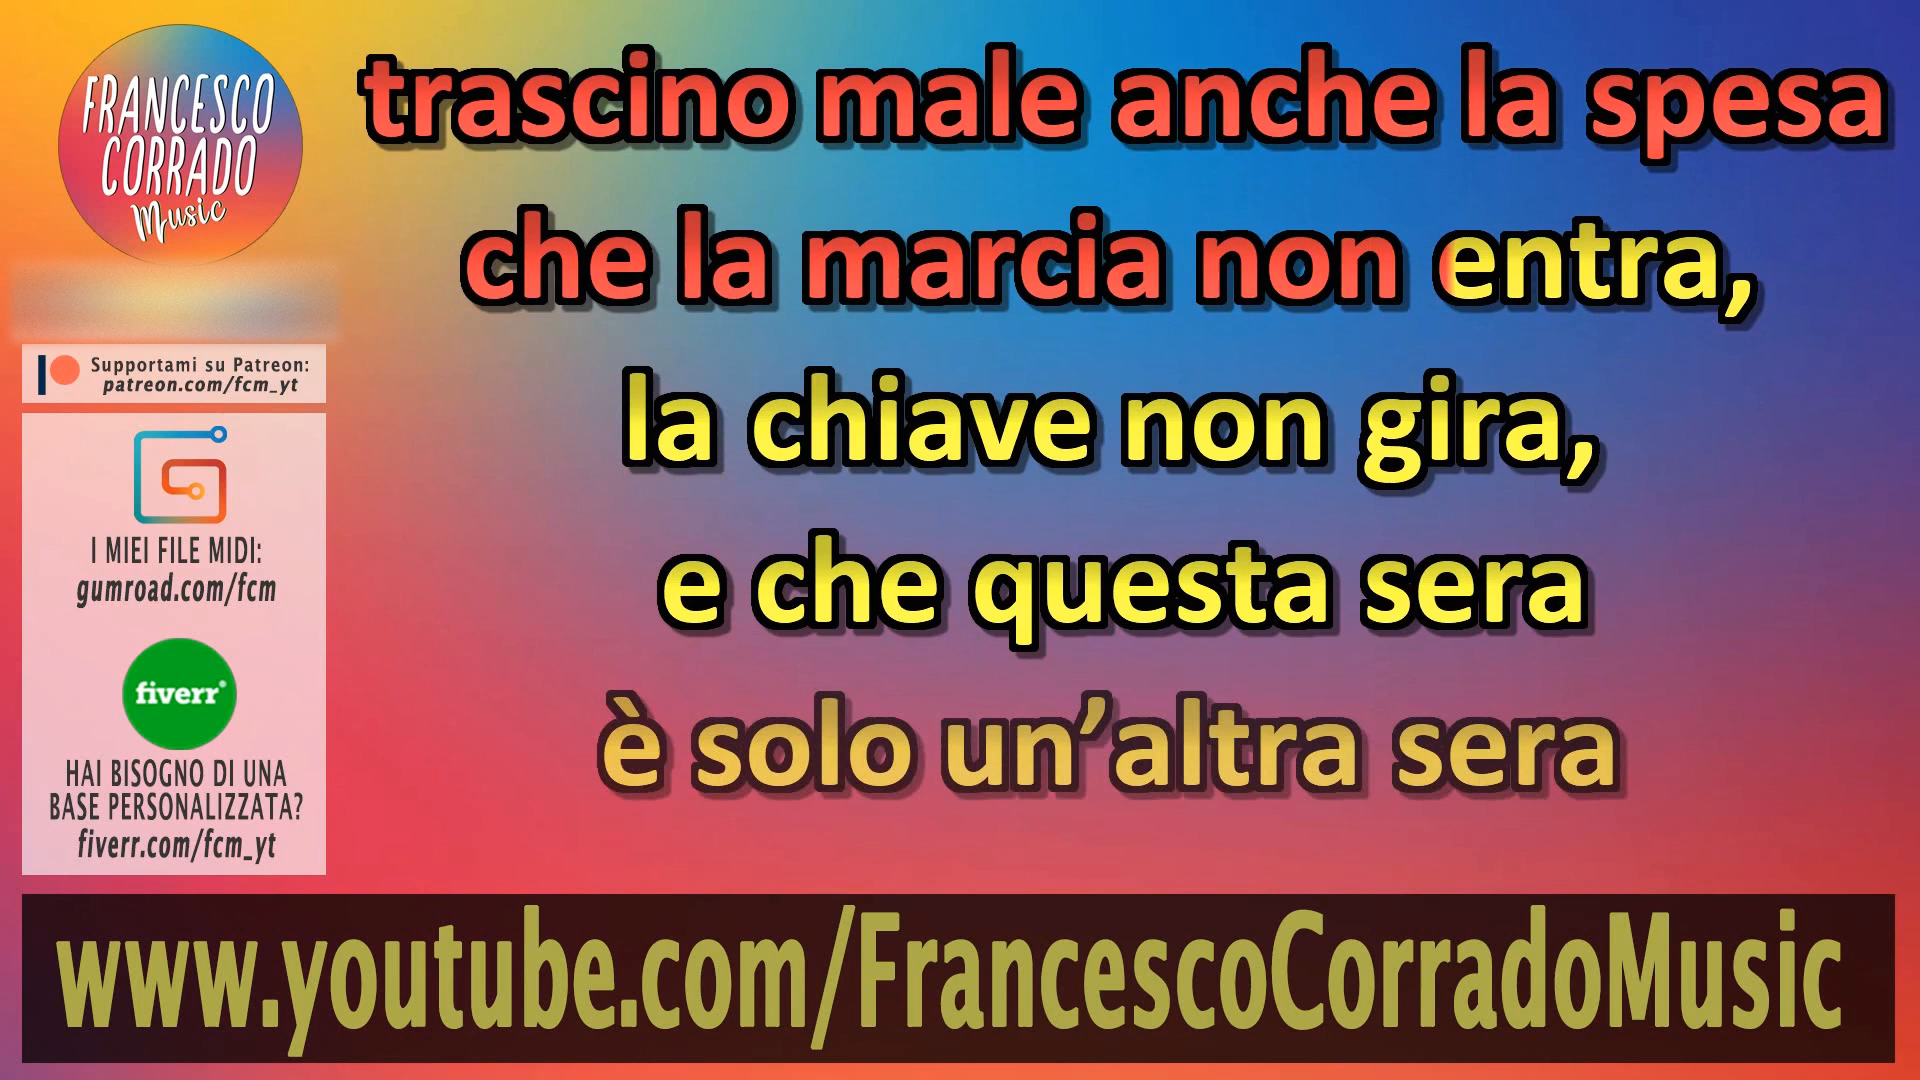 FRANCESCO
CORRADO
Music
trascino male anche la spesa
che la marcia non entra,
la chiave non gira,
e che questa sera
è solo un’altra sera
Supportami su Patreon:
patreon.com/fcm_yt
I MIEI FILE MIDI:
gumroad.com/fcm
fiverr®
HAI BISOGNO DI UNA
BASE PERSONALIZZATA?
fiverr.com/fcm_yt
www.youtube.com/FrancescoCorradoMusic